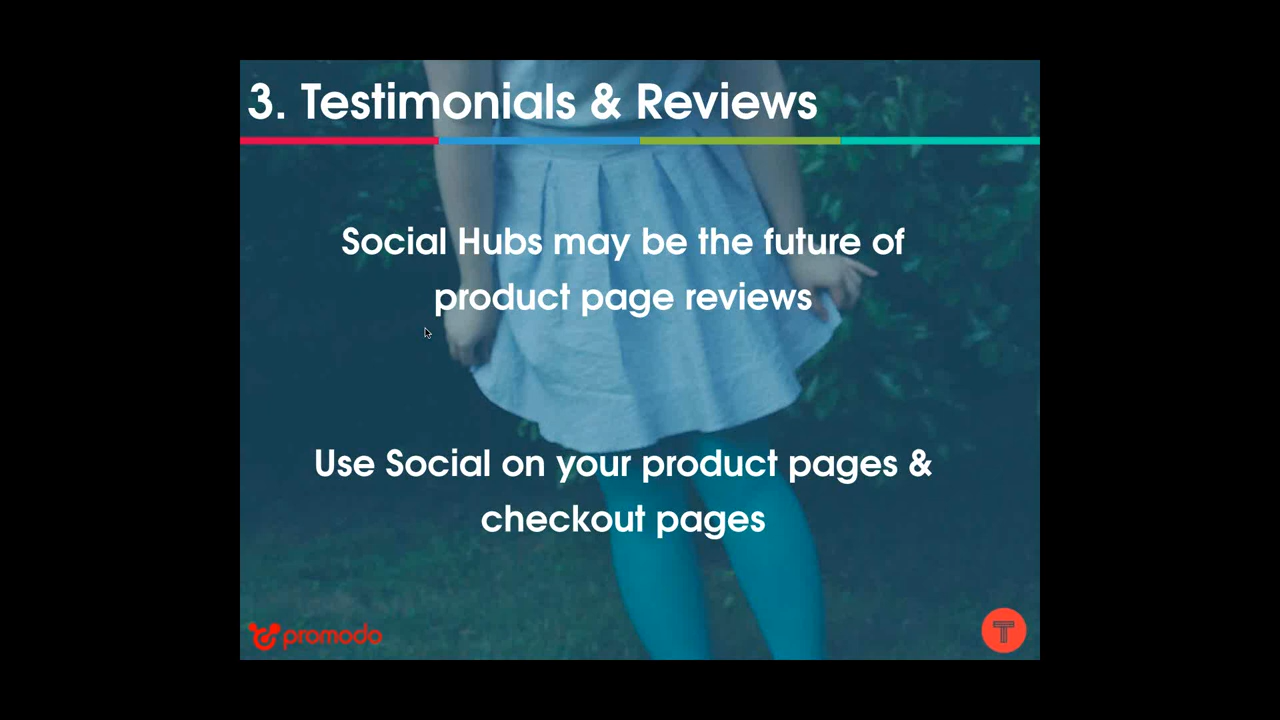 3. Testimonials & Reviews
Social Hubs may be the future of
product page reviews
Use Social on your product pages &
checkout pages
promodo
T